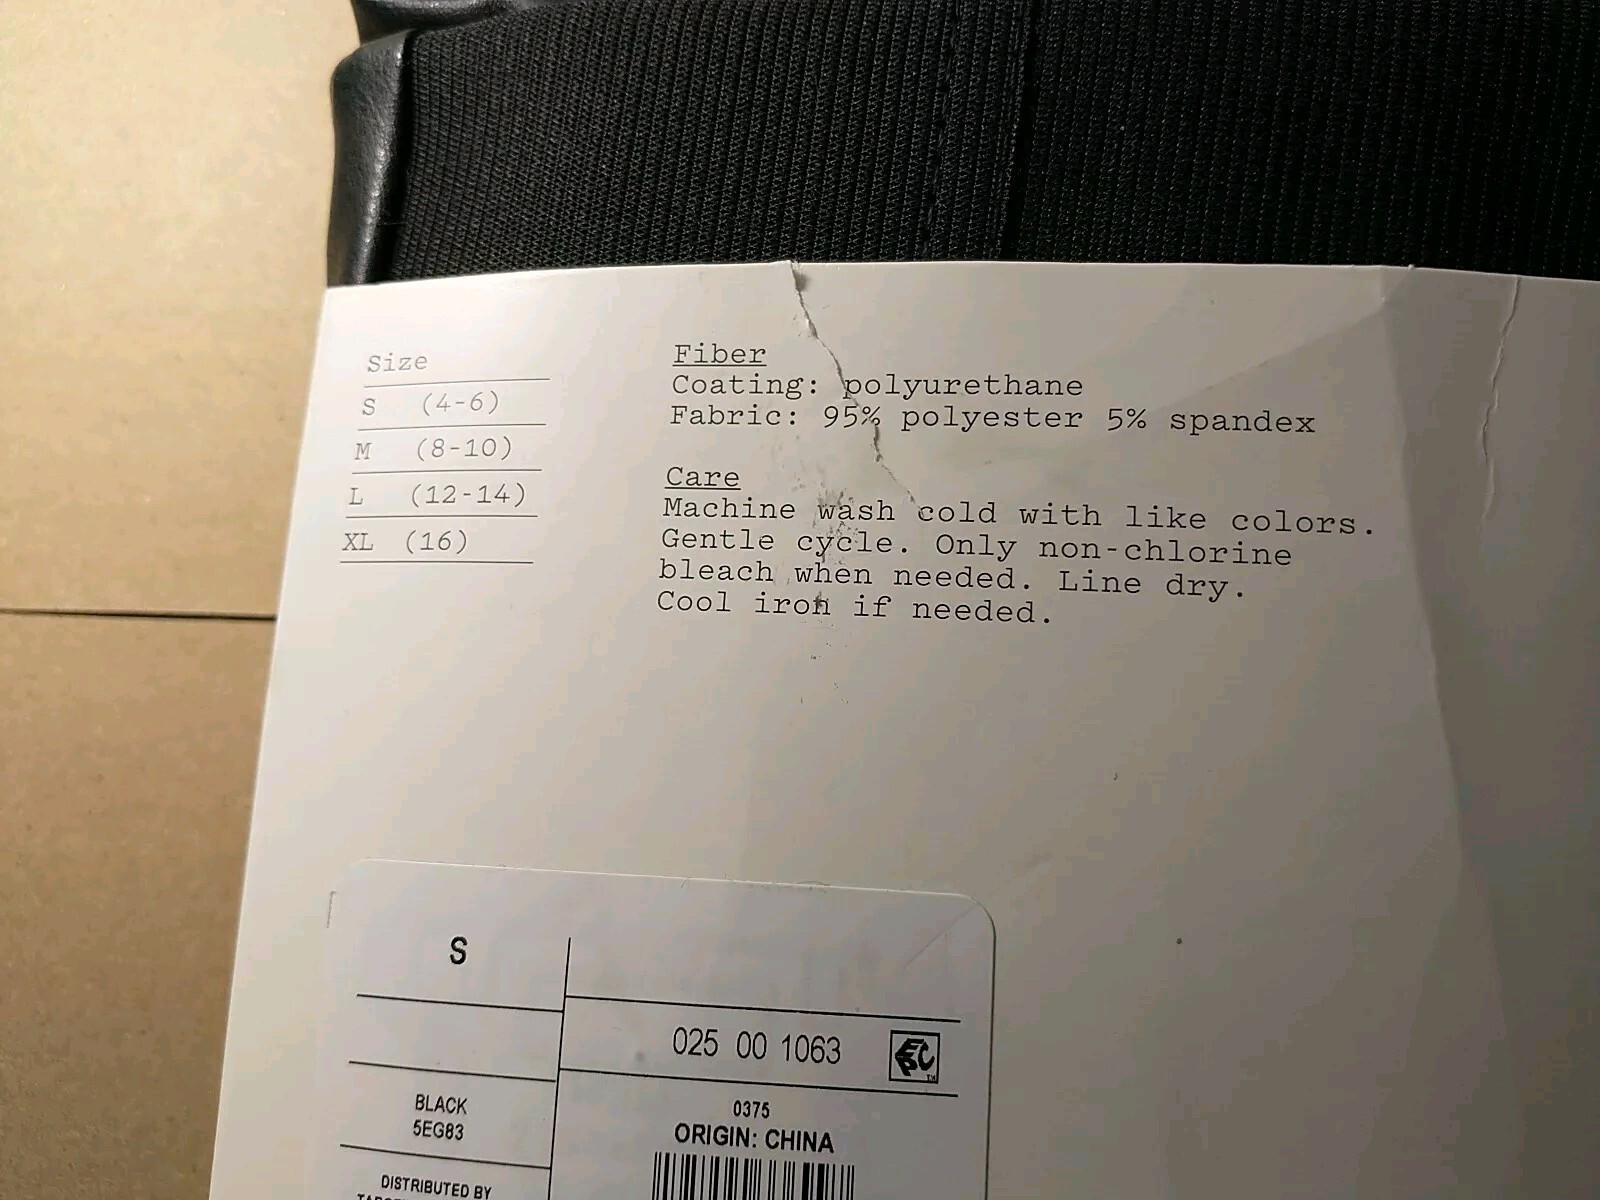 Size
S (4-6)
M (8-10)
L (12-14)
XL (16)
Fiber
Coating: polyurethane
Fabric: 95% polyester 5% spandex
Care
Machine wash cold with like colors.
Gentle cycle. Only non-chlorine
bleach when needed. Line dry.
Cool iron if needed.
S
025 00 1063
BLACK
5EG83
0375
ORIGIN: CHINA
DISTRIBUTED BY